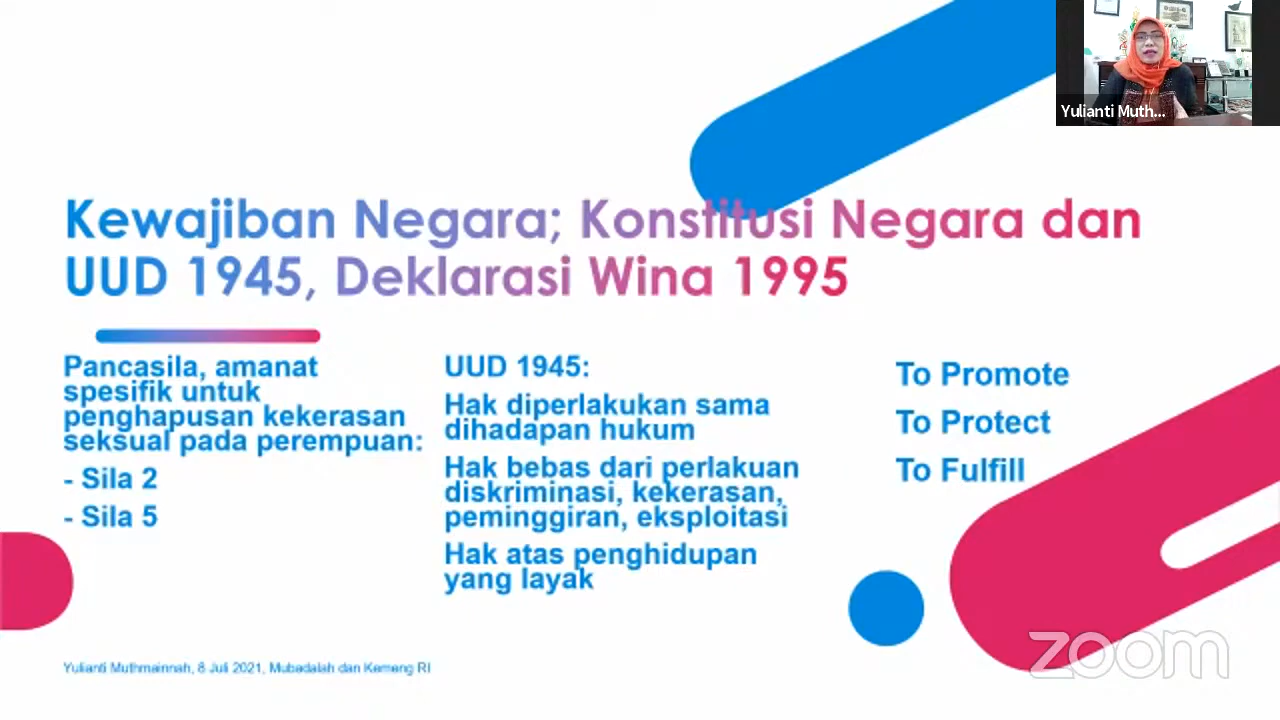 Yulianti Muth...
Kewajiban Negara; Konstitusi Negara dan
UUD 1945, Deklarasi Wina 1995
Pancasila, amanat
spesifik untuk
penghapusan kekerasan
seksual pada perempuan:
- Sila 2
- Sila 5
UUD 1945:
Hak diperlakukan sama
dihadapan hukum
Hak bebas dari perlakuan
diskriminasi, kekerasan,
peminggiran, eksploitasi
Hak atas penghidupan
yang layak
To Promote
To Protect
To Fulfill
Yulianti Muthmainnah, 8 Juli 2021, Mubadalah dan Kemeng RI
zoom